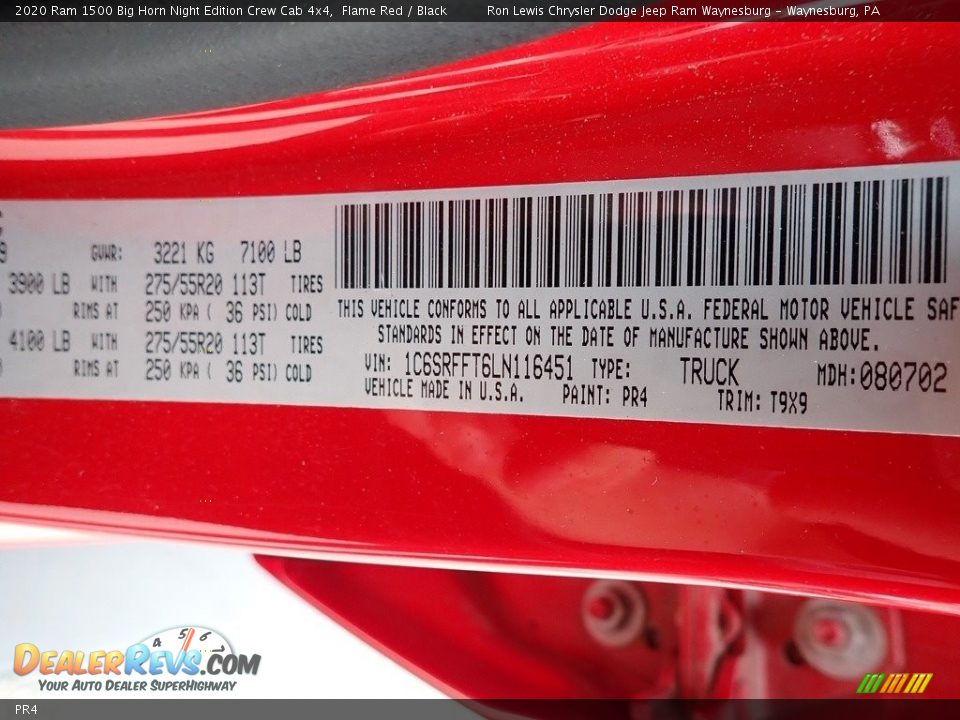 2020 Ram 1500 Big Horn Night Edition Crew Cab 4x4, Flame Red / Black Ron Lewis Chrysler Dodge Jeep Ram Waynesburg - Waynesburg, PA
GVWR: 3221 KG 7100 LB
3900 LB WITH 275/55R20 113T TIRES
RIMS AT 250 KPA ( 36 PSI) COLD
4100 LB WITH 275/55R20 113T TIRES
RIMS AT 250 KPA ( 36 PSI) COLD
THIS VEHICLE CONFORMS TO ALL APPLICABLE U.S.A. FEDERAL MOTOR VEHICLE SAF
STANDARDS IN EFFECT ON THE DATE OF MANUFACTURE SHOWN ABOVE.
VIN: 1C6SRFFT6LN116451 TYPE: TRUCK MDH: 080702
VEHICLE MADE IN U.S.A. PAINT: PR4 TRIM: T9X9
4 5 6
DEALERREVS.COM
YOUR AUTO DEALER SUPERHIGHWAY
PR4